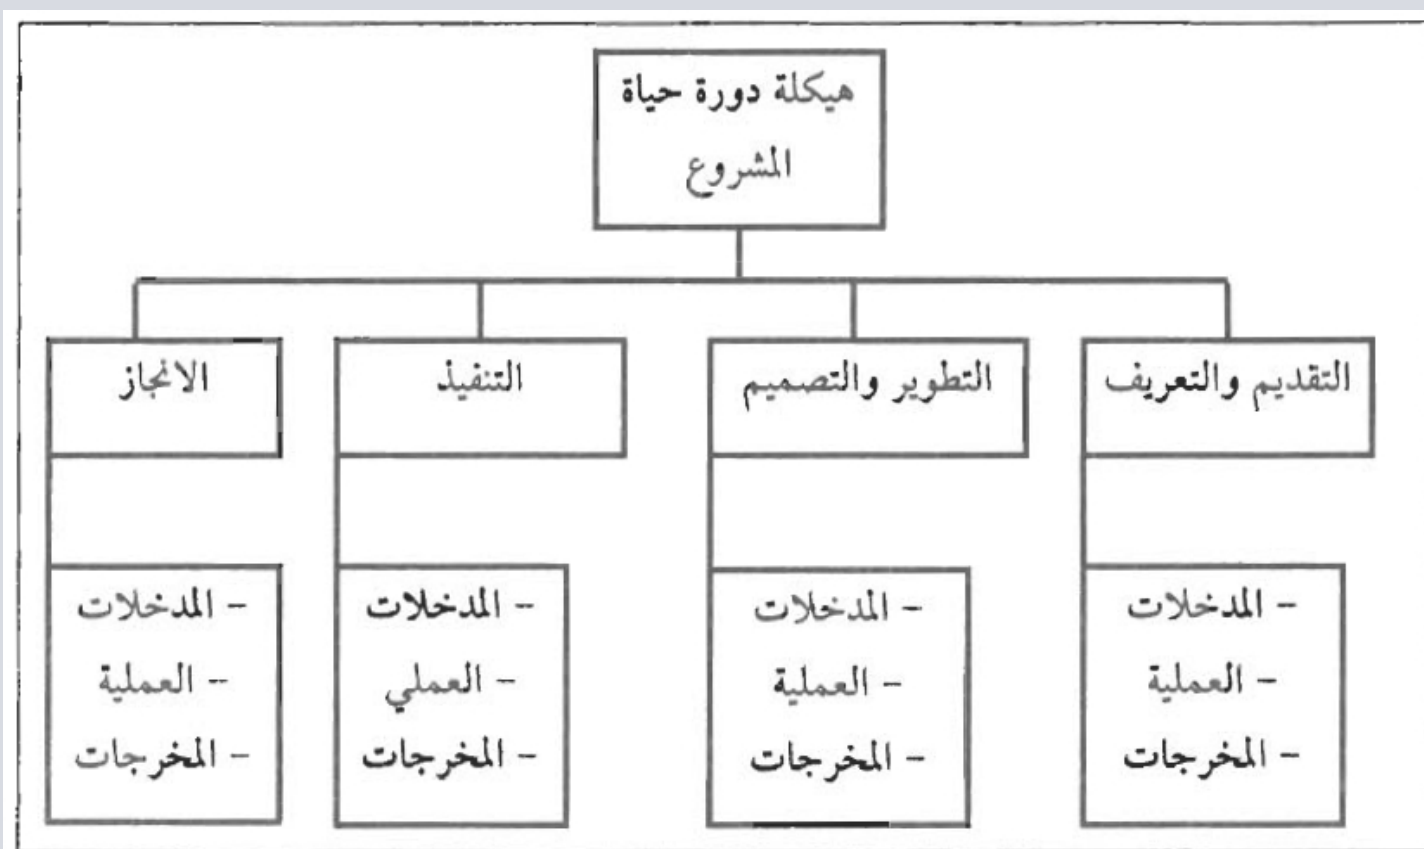 هيكلة دورة حياة
المشروع
التقديم والتعريف
التطوير والتصميم
التنفيذ
الانجاز
- المدخلات
- العملية
- المخرجات
- المدخلات
- العملية
- المخرجات
- المدخلات
- العملي
- المخرجات
- المدخلات
- العملية
- المخرجات